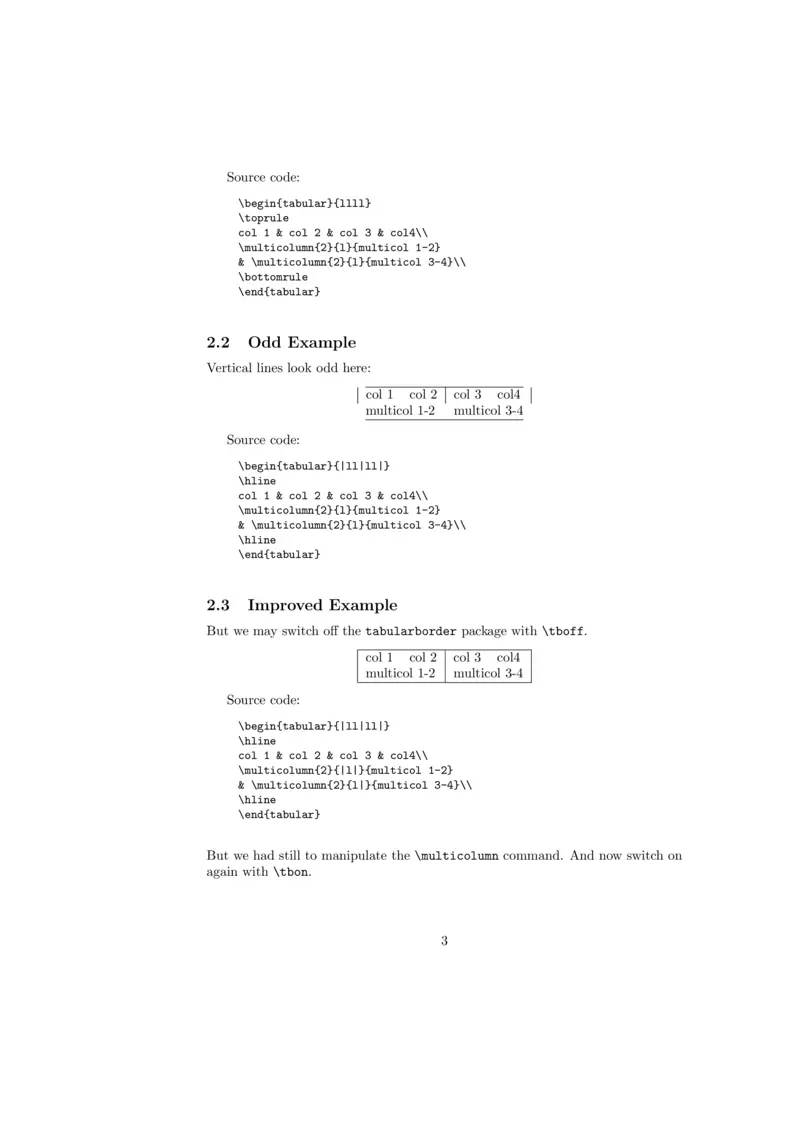 Source code:
\begin{tabular}{llll}
\toprule
col 1 & col 2 & col 3 & col4\\
\multicolumn{2}{l}{multicol 1-2}
& \multicolumn{2}{l}{multicol 3-4}\\
\bottomrule
\end{tabular}
2.2 Odd Example
Vertical lines look odd here:
col 1 col 2 col 3 col4
multicol 1-2 multicol 3-4
Source code:
\begin{tabular}{|ll|ll|}
\hline
col 1 & col 2 & col 3 & col4\\
\multicolumn{2}{l}{multicol 1-2}
& \multicolumn{2}{l}{multicol 3-4}\\
\hline
\end{tabular}
2.3 Improved Example
But we may switch off the tabularborder package with \tboff.
col 1 col 2 col 3 col4
multicol 1-2 multicol 3-4
Source code:
\begin{tabular}{|ll|ll|}
\hline
col 1 & col 2 & col 3 & col4\\
\multicolumn{2}{|l|}{multicol 1-2}
& \multicolumn{2}{l|}{multicol 3-4}\\
\hline
\end{tabular}
But we had still to manipulate the \multicolumn command. And now switch on
again with \tbon.
3